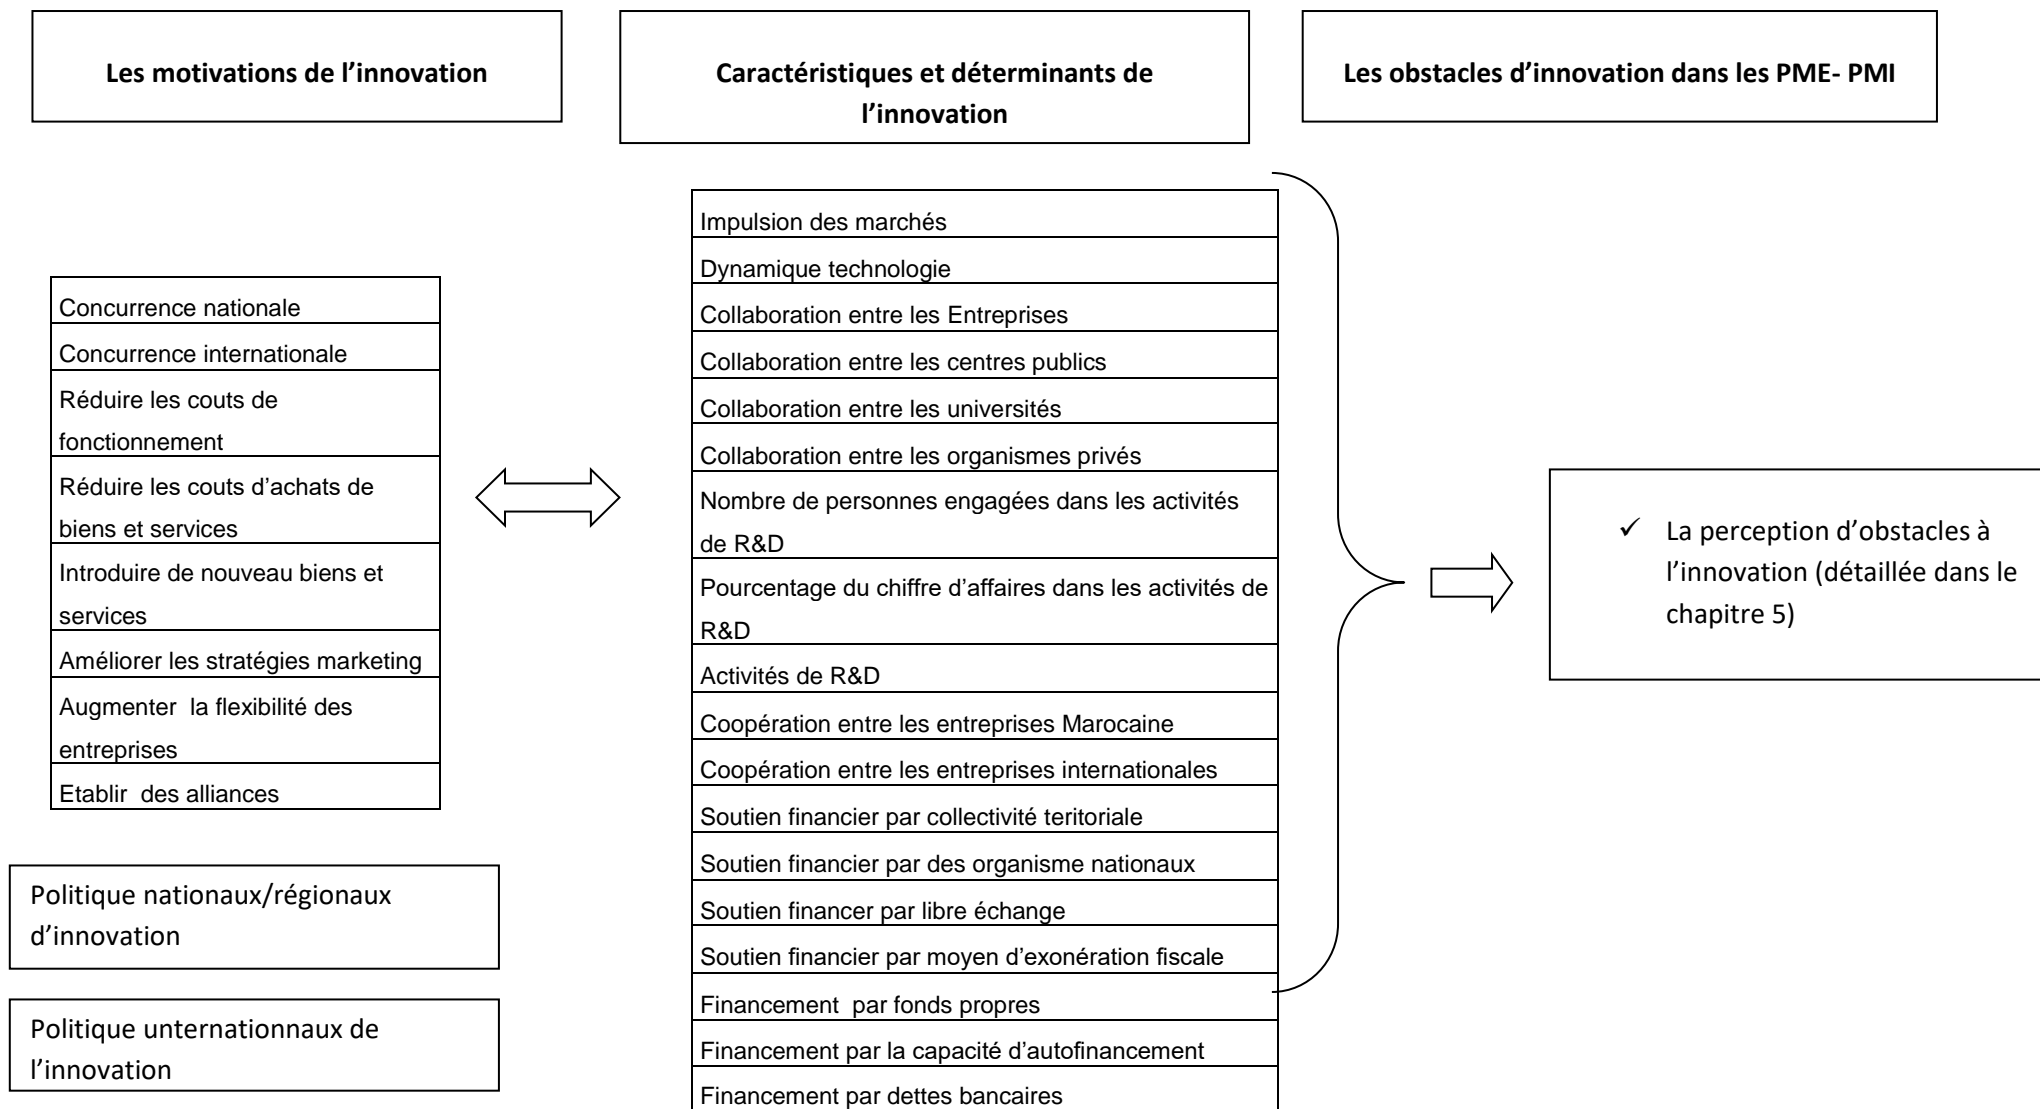 Les motivations de l’innovation
Caractéristiques et déterminants de
l’innovation
Les obstacles d’innovation dans les PME- PMI
Concurrence nationale
Concurrence internationale
Réduire les couts de
fonctionnement
Réduire les couts d’achats de
biens et services
Introduire de nouveau biens et
services
Améliorer les stratégies marketing
Augmenter  la flexibilité des
entreprises
Etablir  des alliances
Politique nationaux/régionaux
d’innovation
Politique unternationnaux de
l’innovation
Impulsion des marchés
Dynamique technologie
Collaboration entre les Entreprises
Collaboration entre les centres publics
Collaboration entre les universités
Collaboration entre les organismes privés
Nombre de personnes engagées dans les activités
de R&D
Pourcentage du chiffre d’affaires dans les activités de
R&D
Activités de R&D
Coopération entre les entreprises Marocaine
Coopération entre les entreprises internationales
Soutien financier par collectivité teritoriale
Soutien financier par des organisme nationaux
Soutien financer par libre échange
Soutien financier par moyen d’exonération fiscale
Financement  par fonds propres
Financement par la capacité d’autofinancement
Financement par dettes bancaires
✓ La perception d’obstacles à
l’innovation (détaillée dans le
chapitre 5)